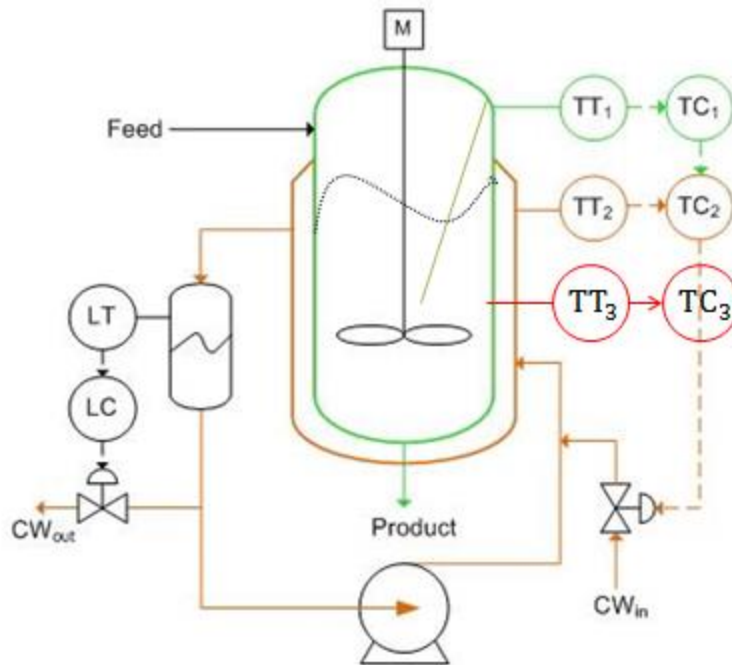 M
Feed
TT₁
TC₁
TT₂
TC₂
TT₃
TC₃
LT
LC
CWout
Product
CWin